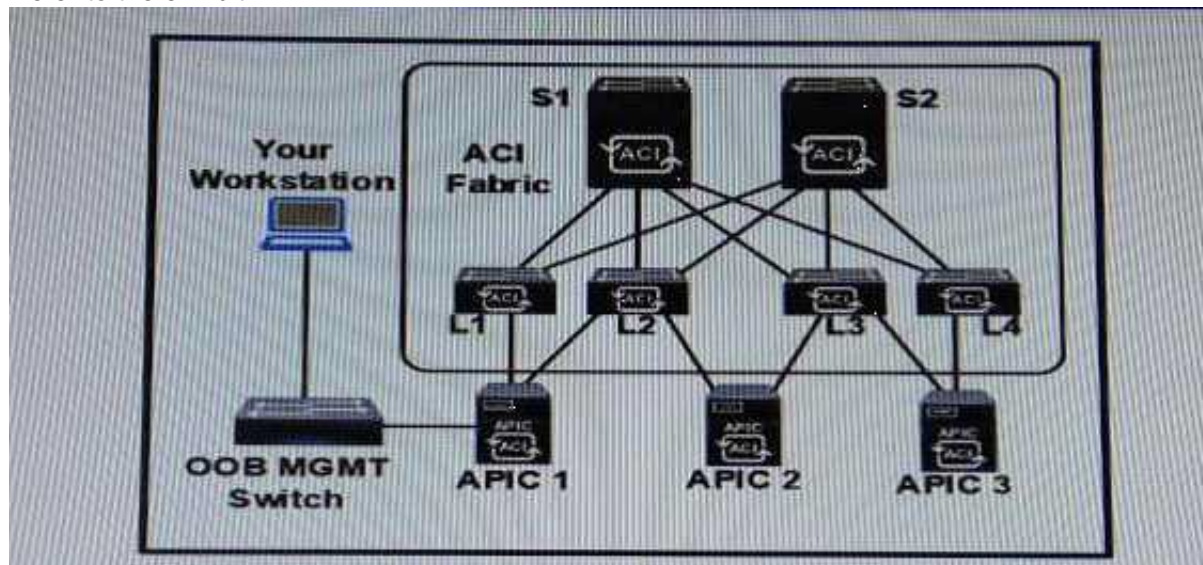 S1
S2
Your
Workstation
ACI
Fabric
ACI
ACI
ACI
ACI
ACI
ACI
L1
L2
L3
L4
APIC
ACI
APIC
ACI
APIC
ACI
OOB MGMT
Switch
APIC 1
APIC 2
APIC 3